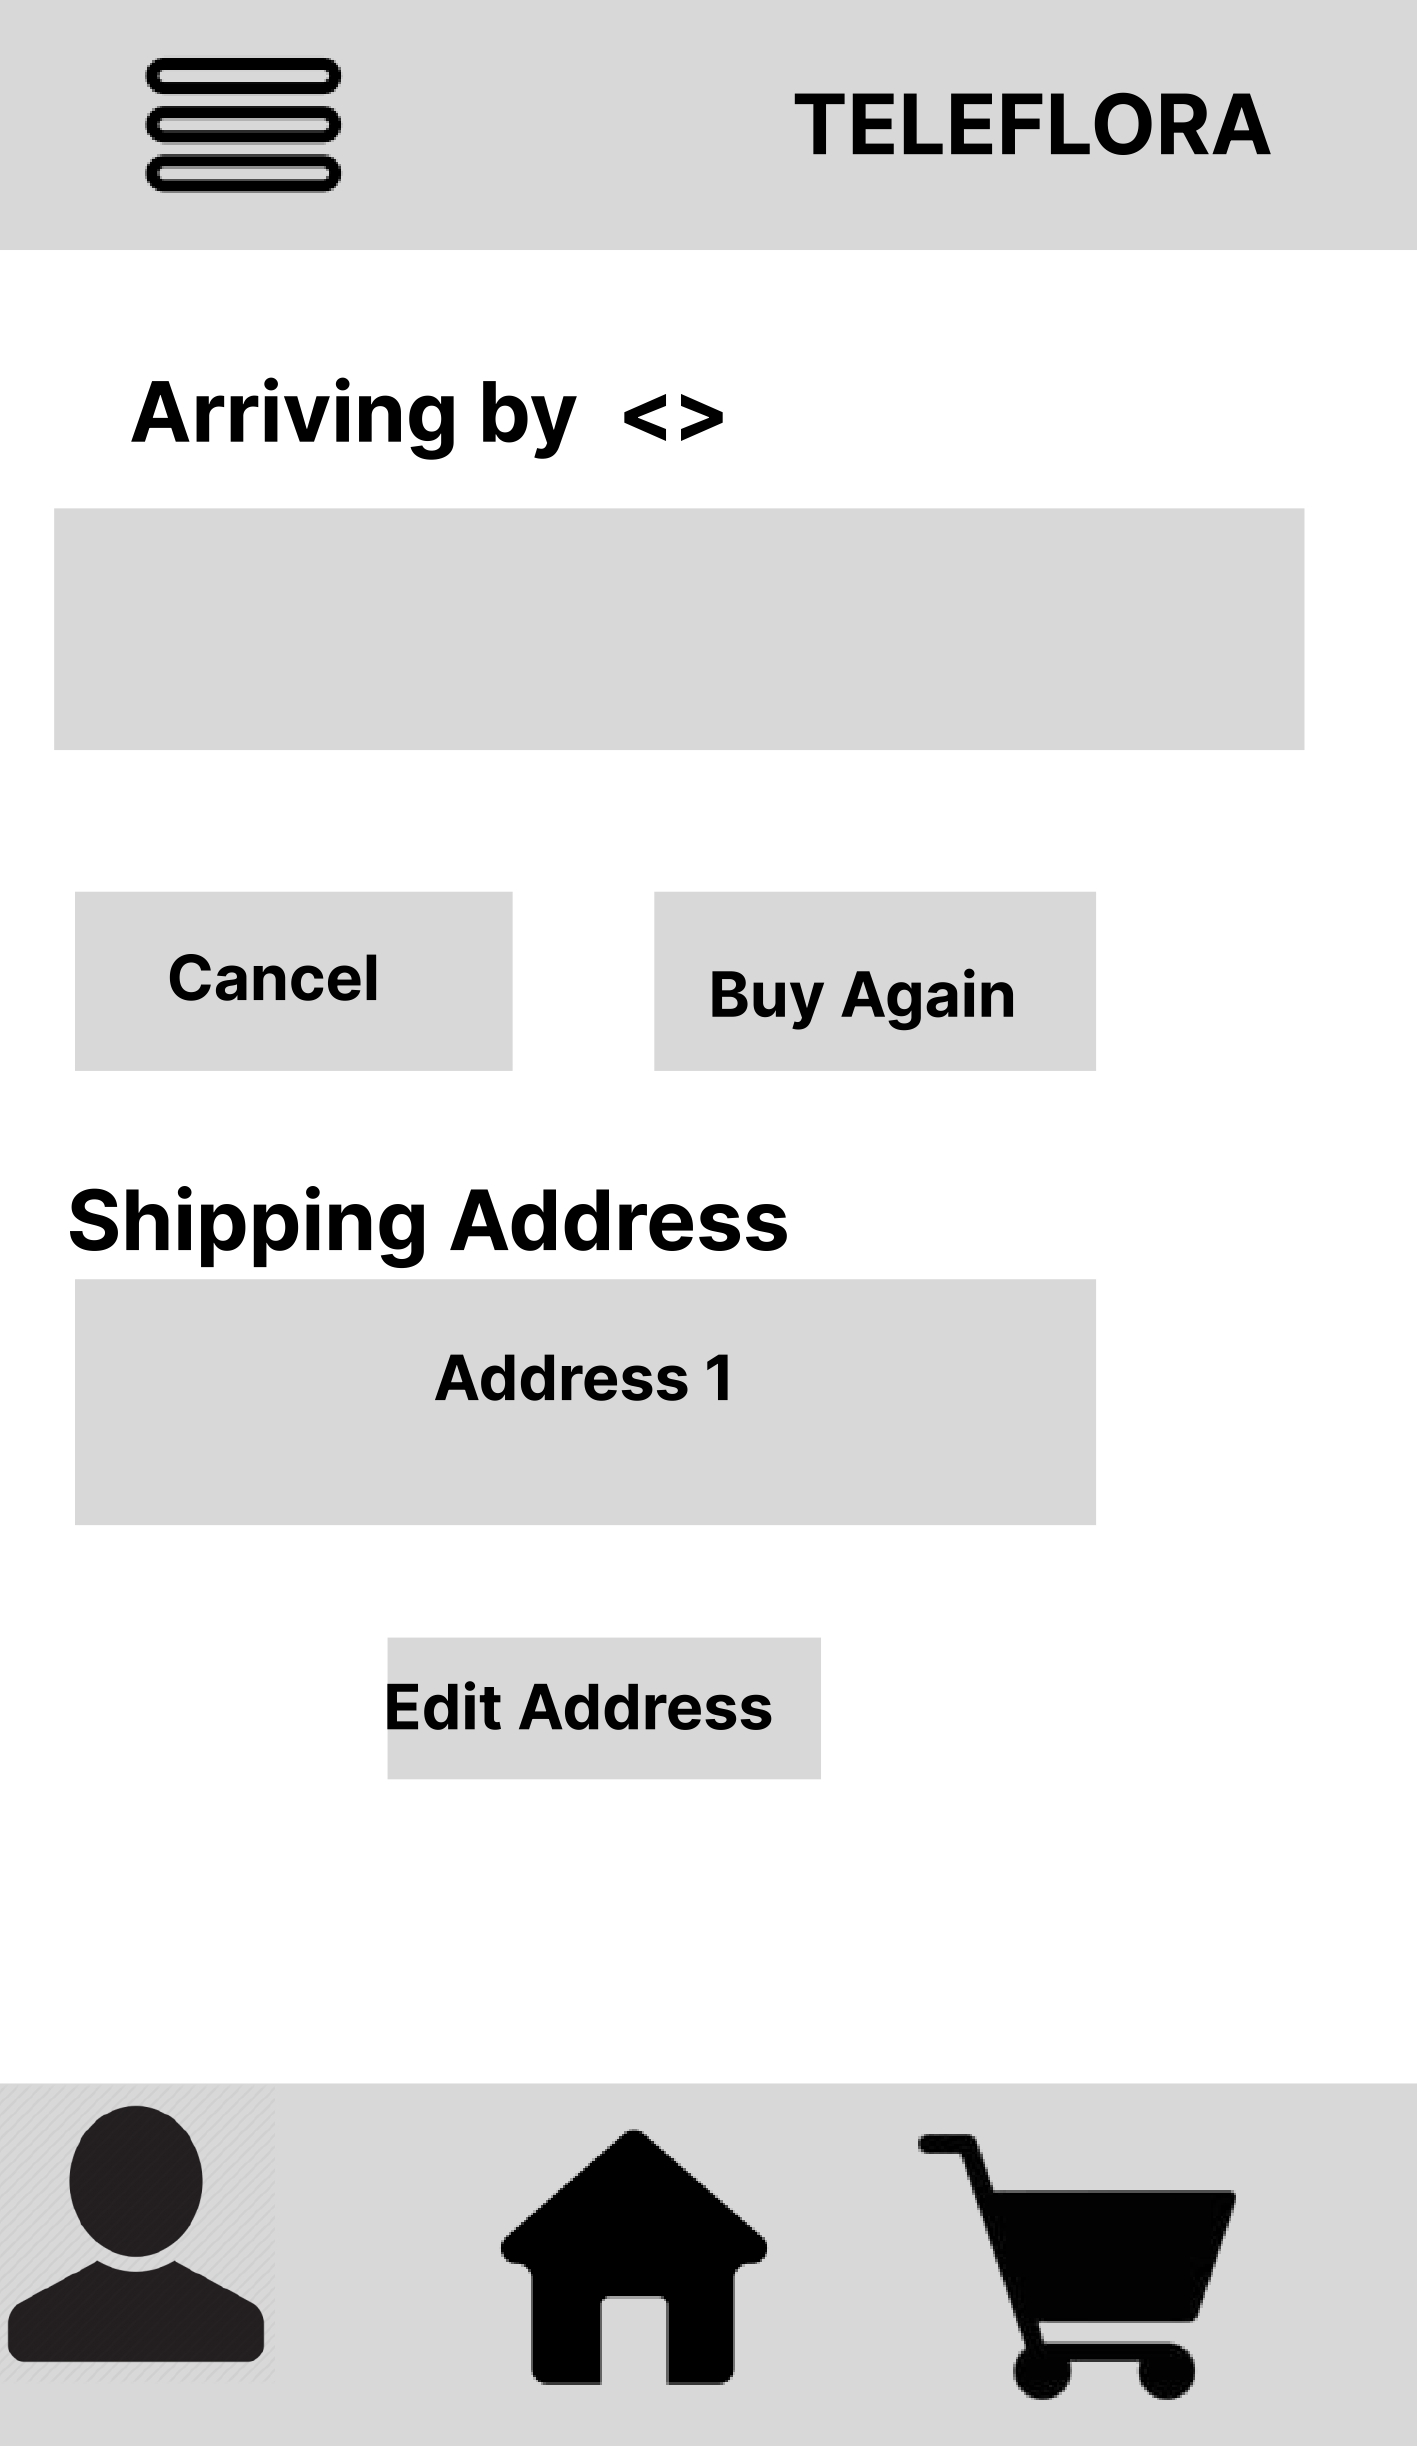 TELEFLORA
Arriving by <>
Cancel
Buy Again
Shipping Address
Address 1
Edit Address